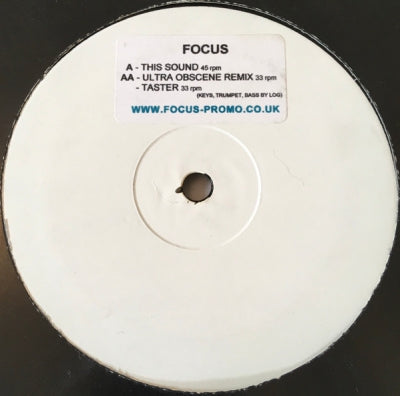 FOCUS
A - THIS SOUND 45 rpm
AA - ULTRA OBSCENE REMIX 33 rpm
- TASTER 33 rpm
(KEYS, TRUMPET, BASS BY LOG)
WWW.FOCUS-PROMO.CO.UK